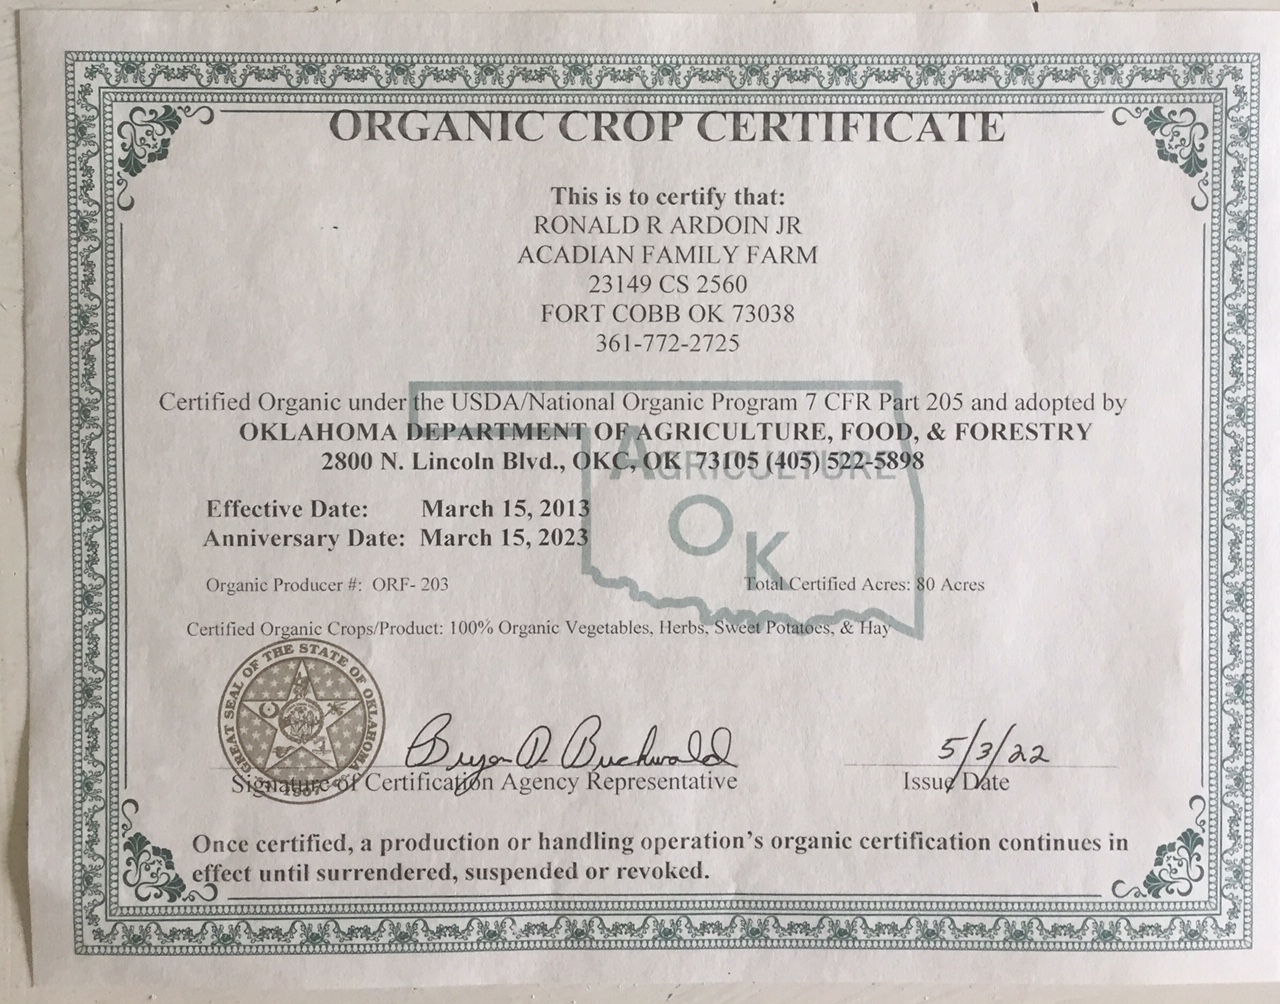 ORGANIC CROP CERTIFICATE
This is to certify that:
RONALD R ARDOIN JR
ACADIAN FAMILY FARM
23149 CS 2560
FORT COBB OK 73038
361-772-2725
Certified Organic under the USDA/National Organic Program 7 CFR Part 205 and adopted by
OKLAHOMA DEPARTMENT OF AGRICULTURE, FOOD, & FORESTRY
2800 N. Lincoln Blvd., OKC, OK 73105 (405) 522-5898
AGRICULTURE
OK
Effective Date: March 15, 2013
Anniversary Date: March 15, 2023
Organic Producer #: ORF- 203 Total Certified Acres: 80 Acres
Certified Organic Crops/Product: 100% Organic Vegetables, Herbs, Sweet Potatoes, & Hay
GREAT SEAL OF THE STATE OF OKLAHOMA
1907
Bryan D. Buchwald 5/3/22
Signature of Certification Agency Representative Issue Date
Once certified, a production or handling operation's organic certification continues in
effect until surrendered, suspended or revoked.